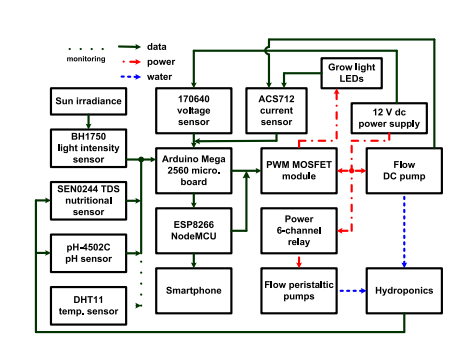 data
monitoring
power
water
Grow light
LEDs
Sun irradiance
170640
voltage
sensor
ACS712
current
sensor
12 V dc
power supply
BH1750
light intensity
sensor
Arduino Mega
2560 micro.
board
PWM MOSFET
module
Flow
DC pump
SEN0244 TDS
nutritional
sensor
ESP8266
NodeMCU
Power
6-channel
relay
pH-4502C
pH sensor
Smartphone
Flow peristaltic
pumps
Hydroponics
DHT11
temp. sensor